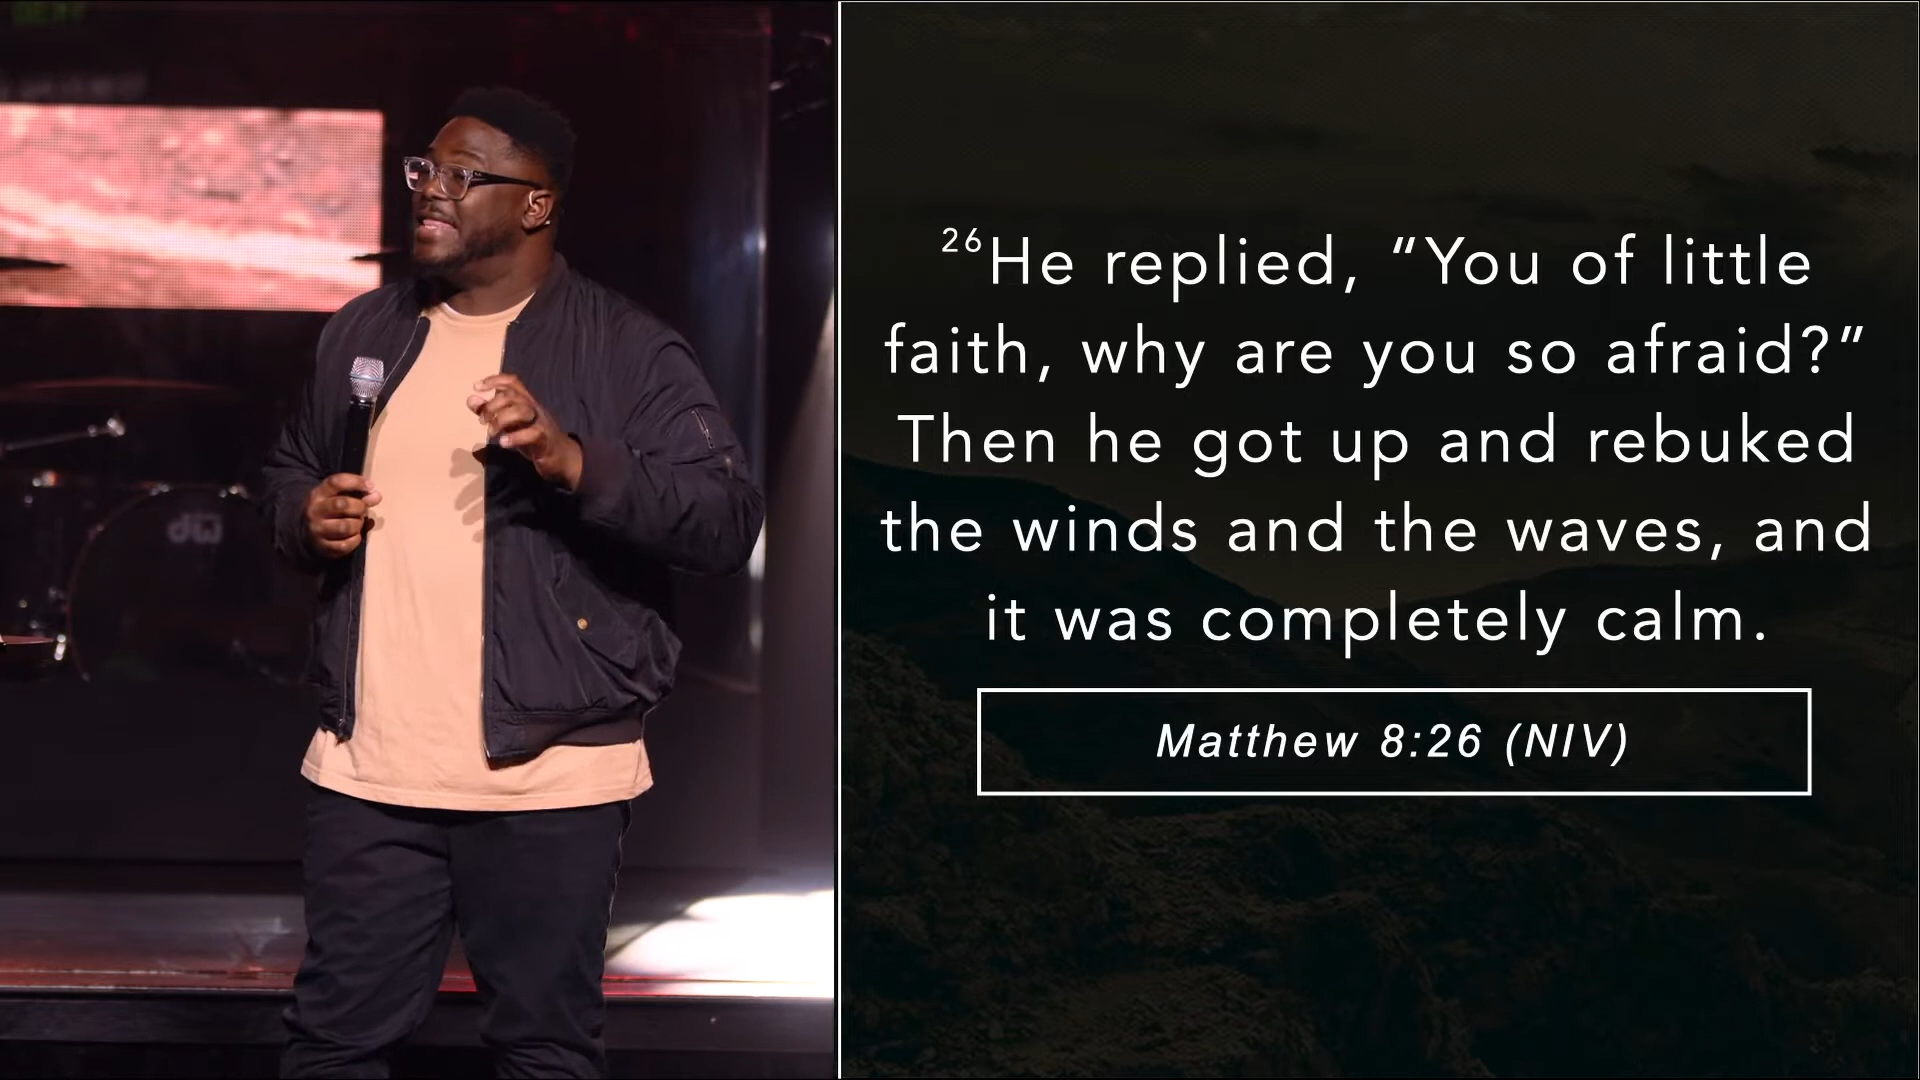 dw
²⁶He replied, “You of little
faith, why are you so afraid?”
Then he got up and rebuked
the winds and the waves, and
it was completely calm.
Matthew 8:26 (NIV)